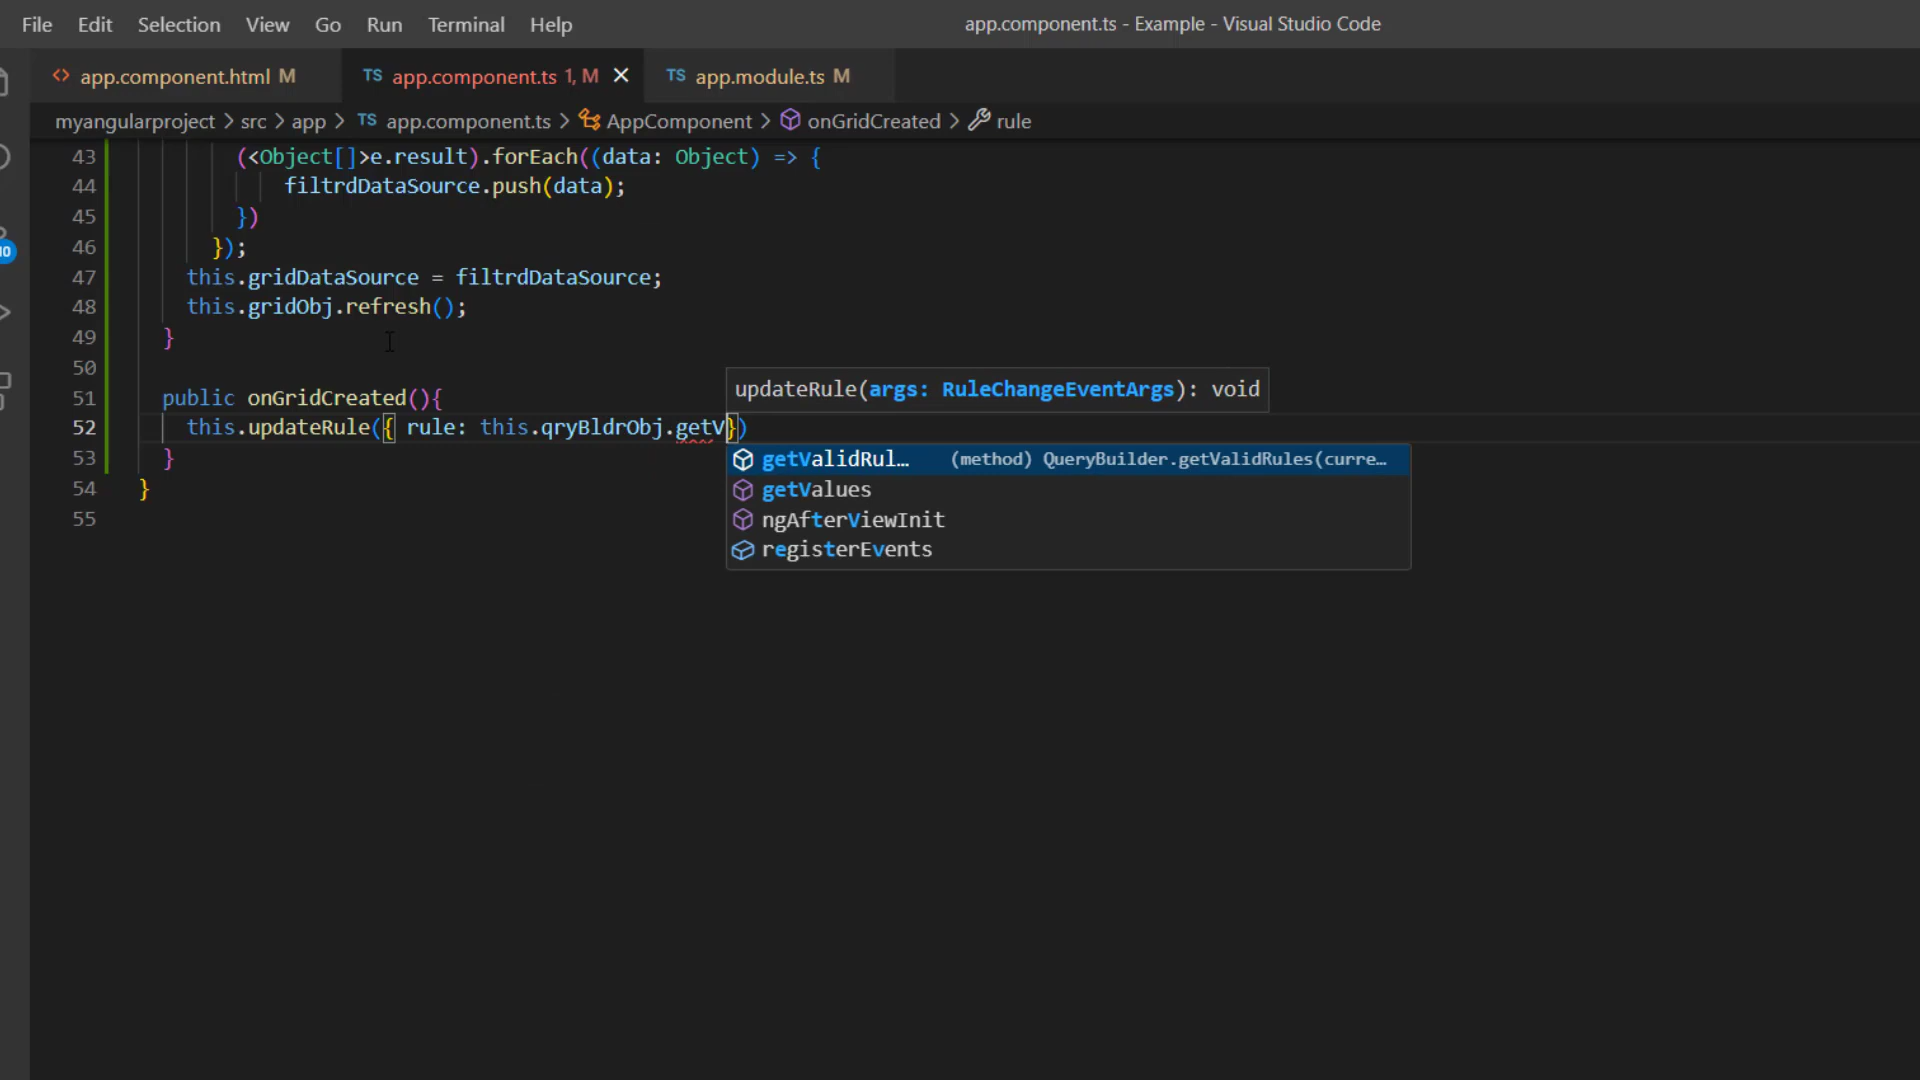 File Edit Selection View Go Run Terminal Help
app.component.ts - Example - Visual Studio Code
app.component.html M
TS app.component.ts 1, M
TS app.module.ts M
myangularproject > src > app > TS app.component.ts > AppComponent > onGridCreated > rule
43 (<Object[]>e.result).forEach((data: Object) => {
44 filtrdDataSource.push(data);
45 })
46 });
47 this.gridDataSource = filtrdDataSource;
48 this.gridObj.refresh();
49 }
50
updateRule(args: RuleChangeEventArgs): void
51 public onGridCreated(){
52 this.updateRule({ rule: this.qryBldrObj.getV})
getValidRul… (method) QueryBuilder.getValidRules(curre…
53 }
getValues
54 }
ngAfterViewInit
55
registerEvents